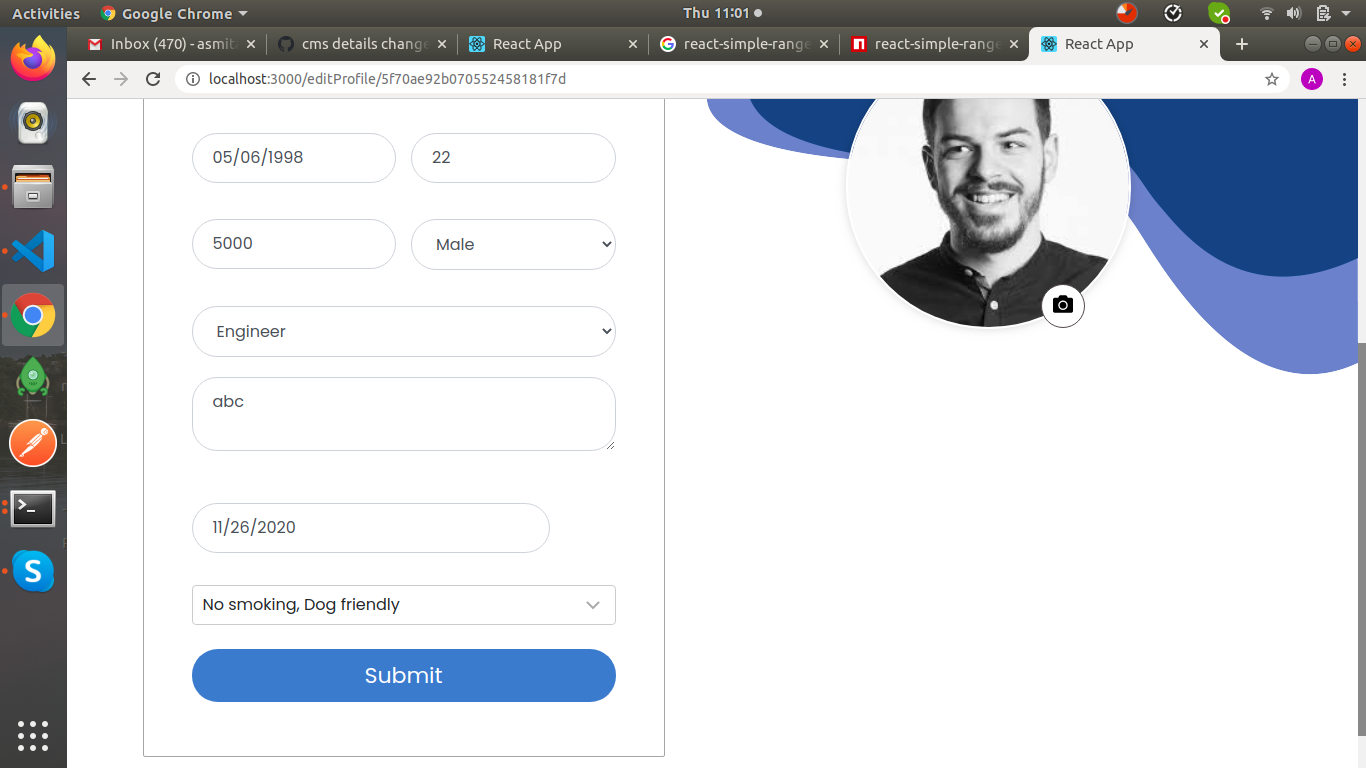 Activities Google Chrome Thu 11:01
Inbox (470) - asmit cms details change React App react-simple-range react-simple-range React App
localhost:3000/editProfile/5f70ae92b070552458181f7d A
05/06/1998 22
5000 Male
Engineer
abc
11/26/2020
No smoking, Dog friendly
Submit